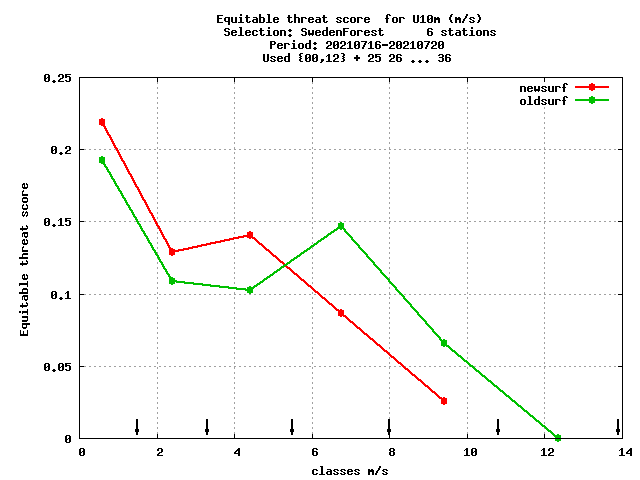 Equitable threat score  for U10m (m/s)
Selection: SwedenForest      6 stations
Period: 20210716-20210720
Used {00,12} + 25 26 ... 36
newsurf
oldsurf
Equitable threat score
0.25
0.2
0.15
0.1
0.05
0
0 2 4 6 8 10 12 14
classes m/s